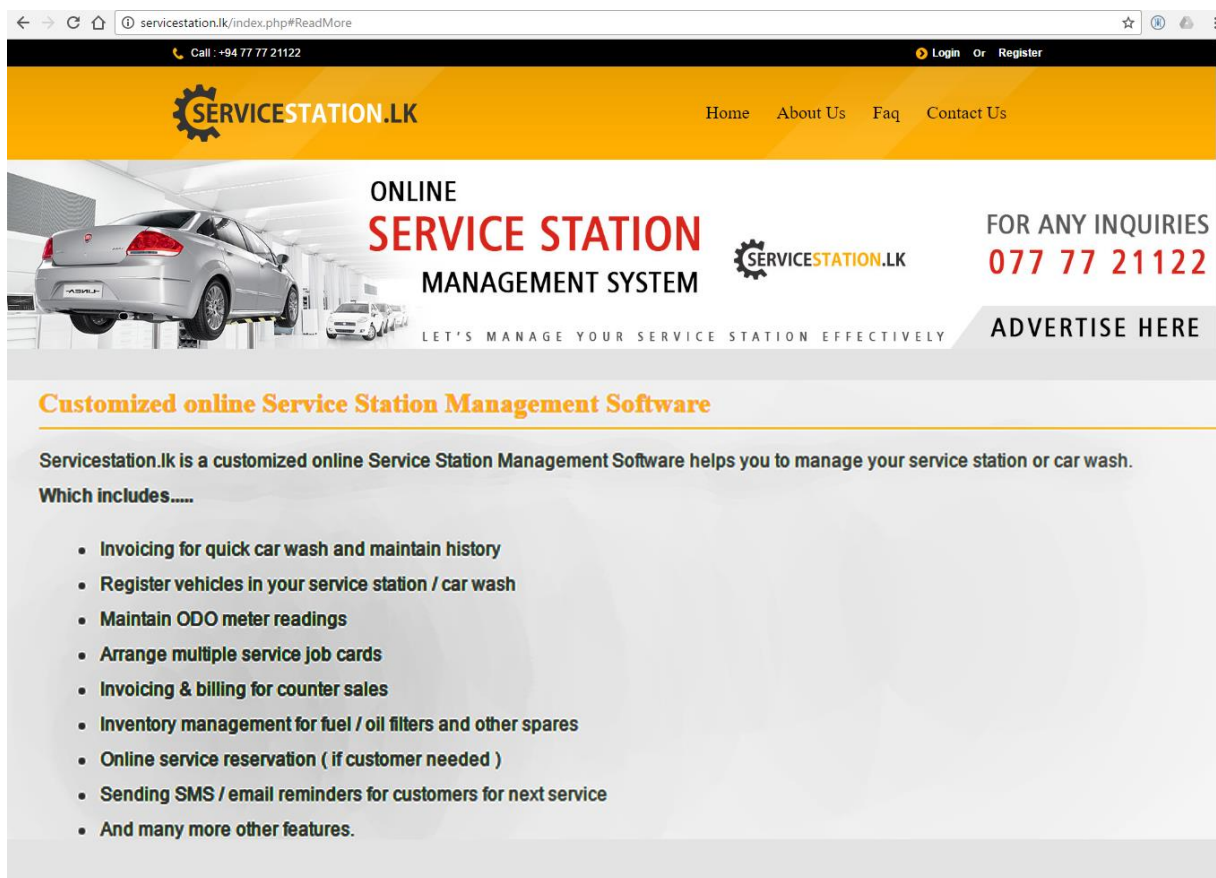 servicestation.lk/index.php#ReadMore
Call : +94 77 77 21122
Login Or Register
SERVICESTATION.LK
Home About Us Faq Contact Us
ONLINE
SERVICE STATION
MANAGEMENT SYSTEM
LET'S MANAGE YOUR SERVICE STATION EFFECTIVELY
SERVICESTATION.LK
FOR ANY INQUIRIES
077 77 21122
ADVERTISE HERE
Customized online Service Station Management Software
Servicestation.lk is a customized online Service Station Management Software helps you to manage your service station or car wash.
Which includes.....
Invoicing for quick car wash and maintain history
Register vehicles in your service station / car wash
Maintain ODO meter readings
Arrange multiple service job cards
Invoicing & billing for counter sales
Inventory management for fuel / oil filters and other spares
Online service reservation ( if customer needed )
Sending SMS / email reminders for customers for next service
And many more other features.